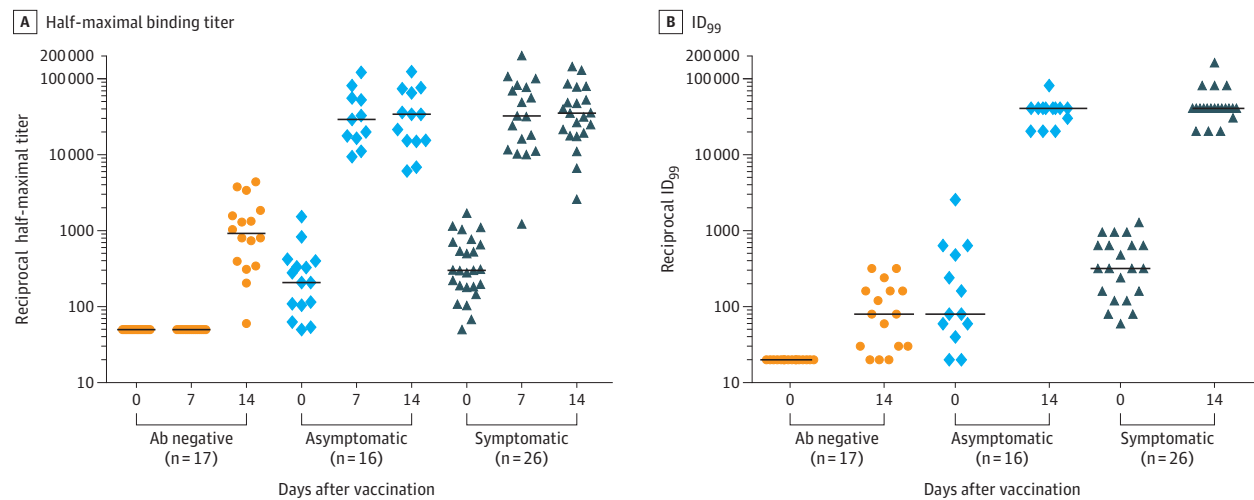 A Half-maximal binding titer
Reciprocal half-maximal titer
200 000
100 000
10 000
1000
100
10
0 7 14 0 7 14 0 7 14
Ab negative Asymptomatic Symptomatic
(n = 17) (n = 16) (n = 26)
Days after vaccination
B ID99
Reciprocal ID99
200 000
100 000
10 000
1000
100
10
0 14 0 14 0 14
Ab negative Asymptomatic Symptomatic
(n = 17) (n = 16) (n = 26)
Days after vaccination